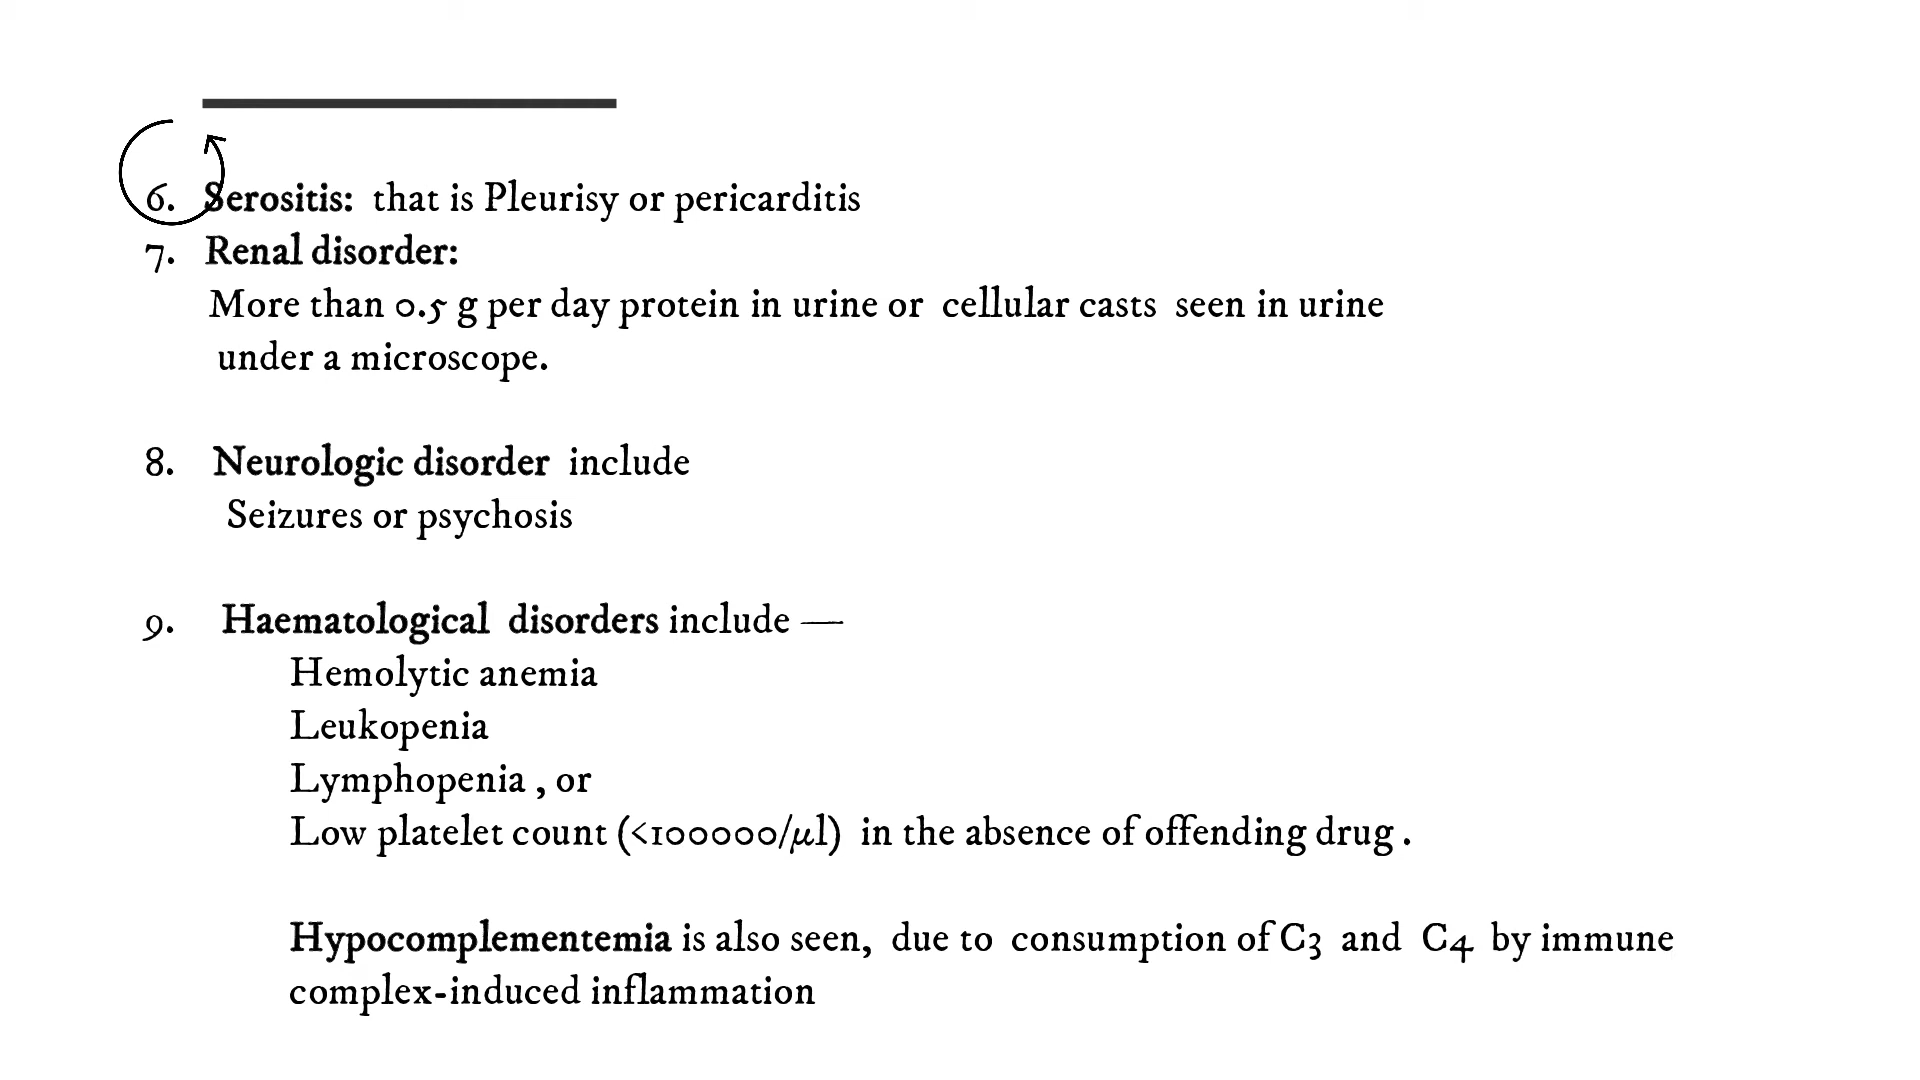 6. Serositis: that is Pleurisy or pericarditis
7. Renal disorder:
More than 0.5 g per day protein in urine or cellular casts seen in urine
under a microscope.
8. Neurologic disorder include
Seizures or psychosis
9. Haematological disorders include —
Hemolytic anemia
Leukopenia
Lymphopenia , or
Low platelet count (<100000/µl) in the absence of offending drug .
Hypocomplementemia is also seen, due to consumption of C3 and C4 by immune
complex-induced inflammation